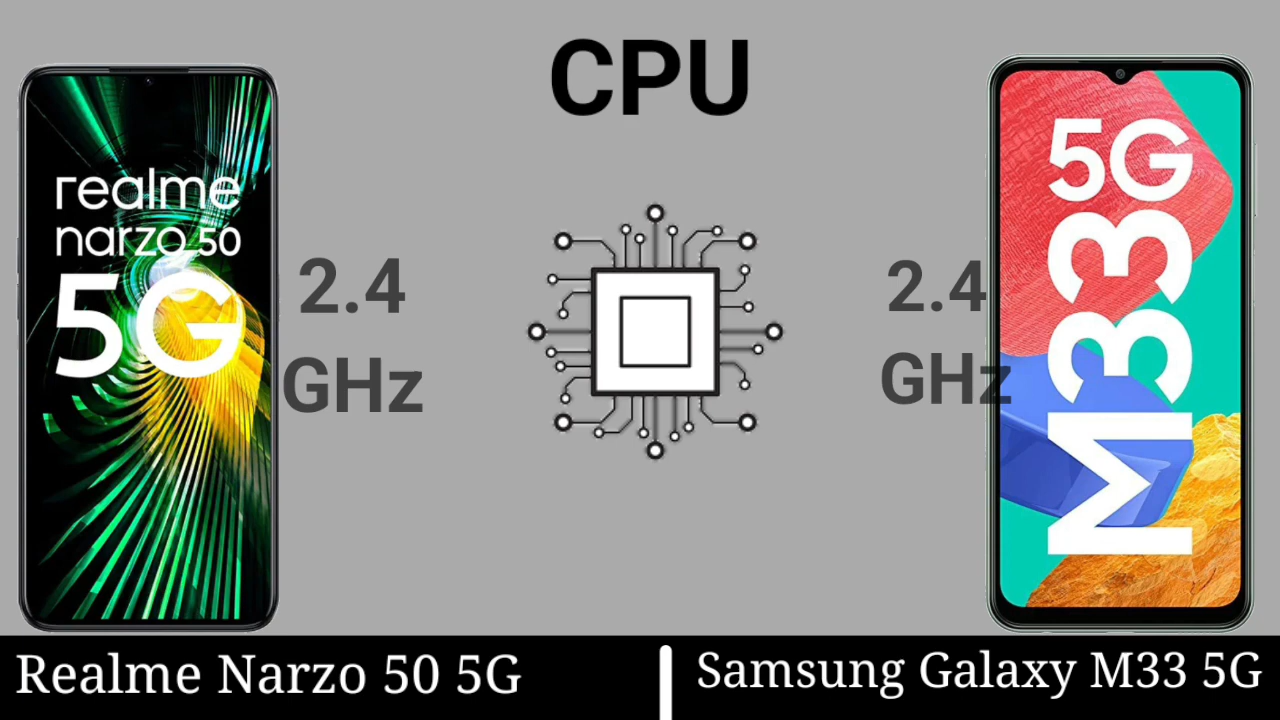 CPU
realme
narzo 50
5G
2.4
GHz
2.4
GHz
M33 5G
Realme Narzo 50 5G
Samsung Galaxy M33 5G